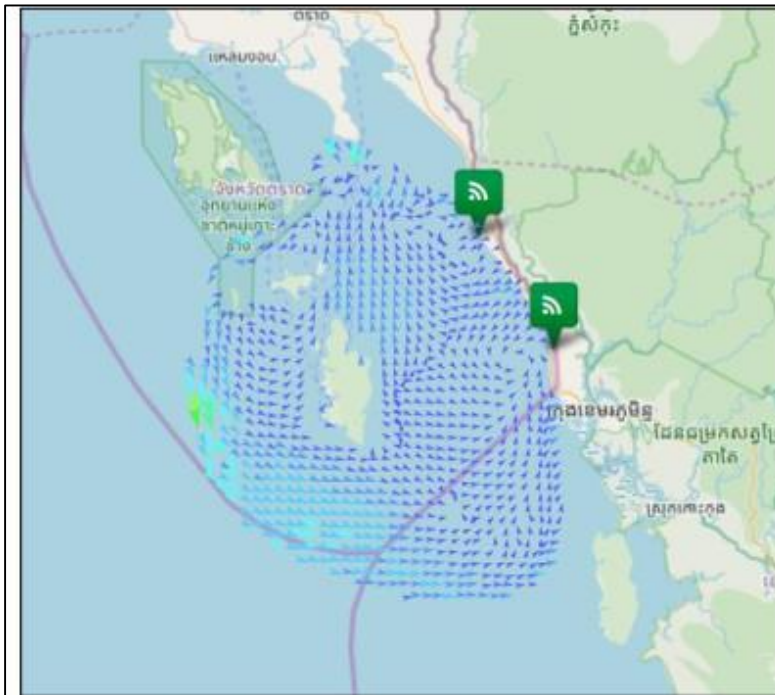 ตราด
ភ្នំសំកុះ
แหลมงอบ
จังหวัดตราด
อุทยานแห่ง
ชาติหมู่เกาะ
ช้าง
ក្រុងខេមរភូមិន្ទ
ដែនជម្រកសត្វព្រៃ
តាតៃ
ស្រុកកោះកុង